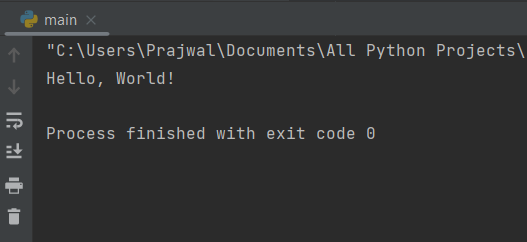 main
"C:\Users\Prajwal\Documents\All Python Projects\
Hello, World!
Process finished with exit code 0